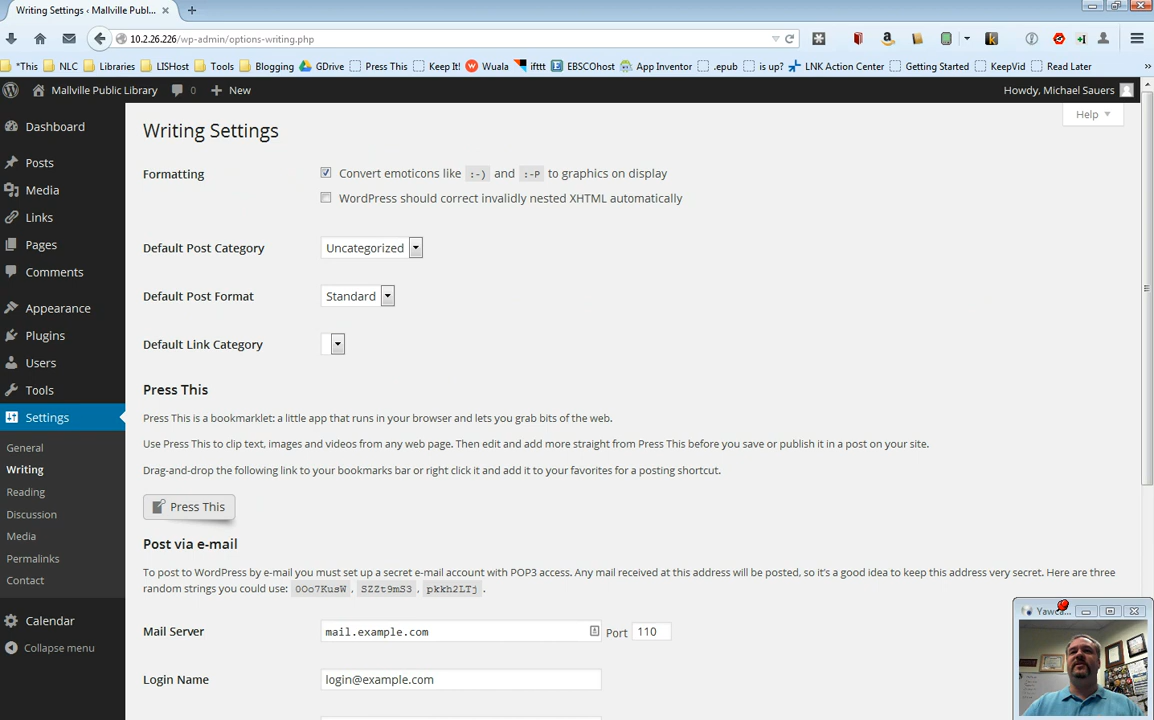 Writing Settings ‹ Mallville Publ... ×
10.2.26.226/wp-admin/options-writing.php
*This NLC Libraries LISHost Tools Blogging GDrive Press This Keep It! Wuala ifttt EBSCOhost App Inventor .epub is up? LNK Action Center Getting Started KeepVid Read Later »
Mallville Public Library 0 + New Howdy, Michael Sauers
Help
Dashboard
Posts
Media
Links
Pages
Comments
Appearance
Plugins
Users
Tools
Settings
General
Writing
Reading
Discussion
Media
Permalinks
Contact
Calendar
Collapse menu
Writing Settings
Formatting
Convert emoticons like :-) and :-P to graphics on display
WordPress should correct invalidly nested XHTML automatically
Default Post Category Uncategorized
Default Post Format Standard
Default Link Category
Press This
Press This is a bookmarklet: a little app that runs in your browser and lets you grab bits of the web.
Use Press This to clip text, images and videos from any web page. Then edit and add more straight from Press This before you save or publish it in a post on your site.
Drag-and-drop the following link to your bookmarks bar or right click it and add it to your favorites for a posting shortcut.
Press This
Post via e-mail
To post to WordPress by e-mail you must set up a secret e-mail account with POP3 access. Any mail received at this address will be posted, so it's a good idea to keep this address very secret. Here are three
random strings you could use: 0Oo7KusW , SZZt9mS3 , pkkh2LTj .
Mail Server mail.example.com Port 110
Login Name login@example.com
Yawca...